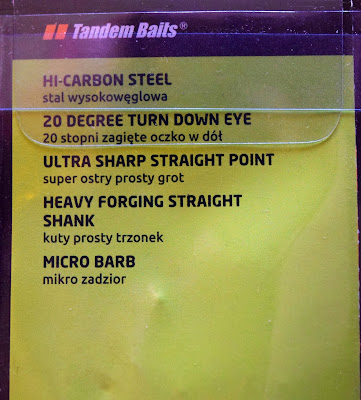 Tandem Baits®
HI-CARBON STEEL
stal wysokowęglowa
20 DEGREE TURN DOWN EYE
20 stopni zagięte oczko w dół
ULTRA SHARP STRAIGHT POINT
super ostry prosty grot
HEAVY FORGING STRAIGHT
SHANK
kuty prosty trzonek
MICRO BARB
mikro zadzior